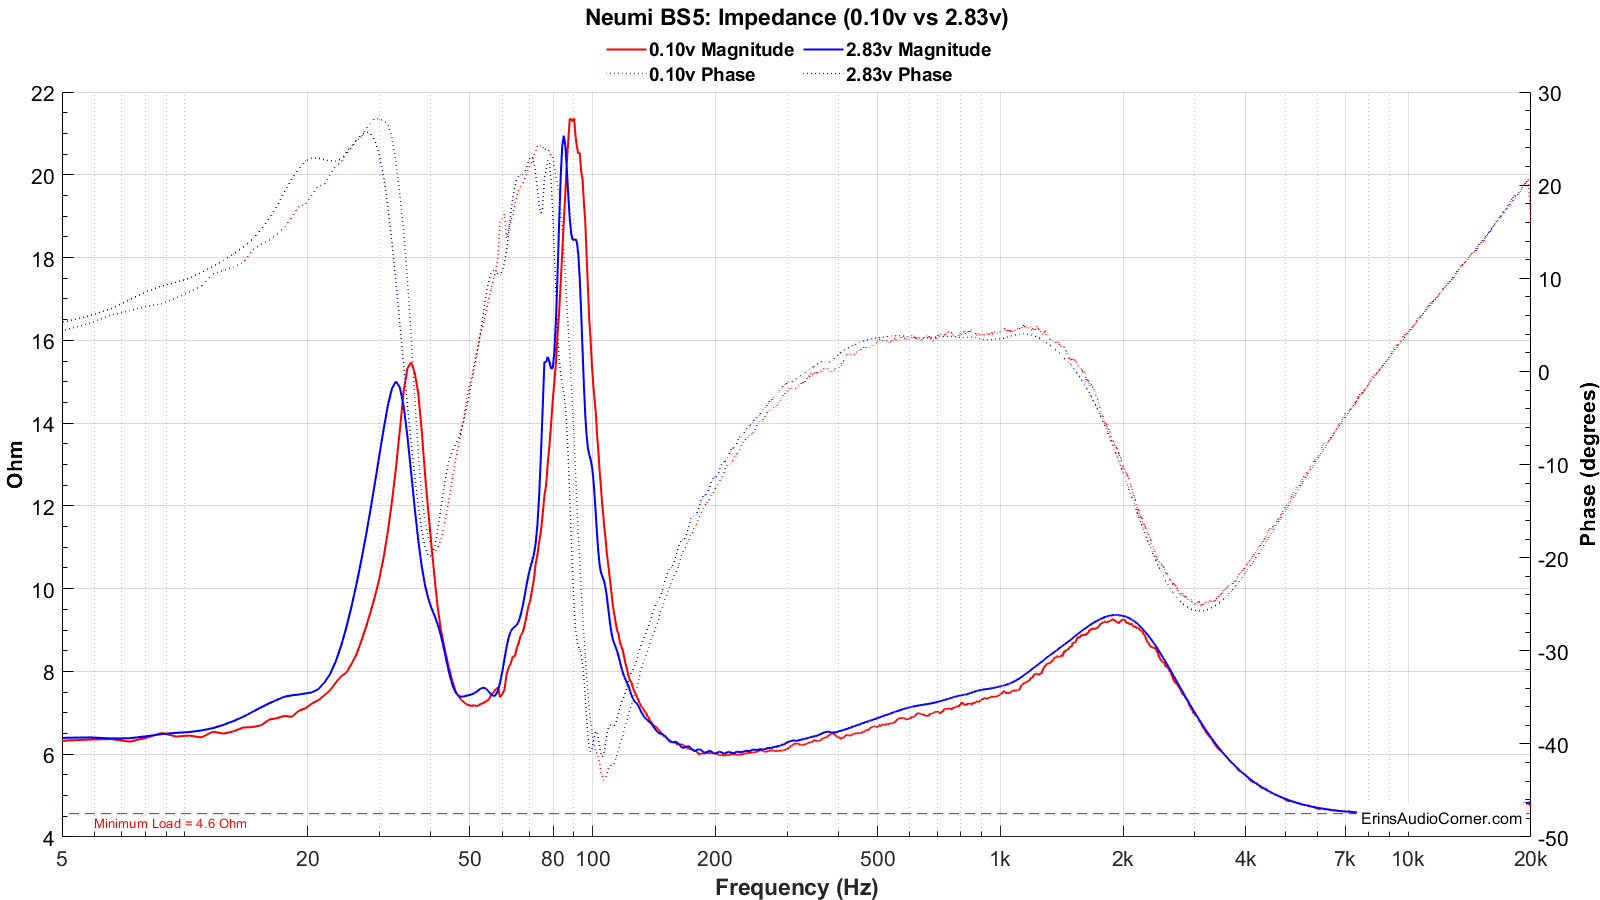 Neumi BS5: Impedance (0.10v vs 2.83v)
0.10v Magnitude
2.83v Magnitude
0.10v Phase
2.83v Phase
22
20
18
16
14
12
10
8
6
4
Ohm
30
20
10
0
-10
-20
-30
-40
-50
Phase (degrees)
Minimum Load = 4.6 Ohm
ErinsAudioCorner.com
5
20
50
80
100
200
500
1k
2k
4k
7k
10k
20k
Frequency (Hz)